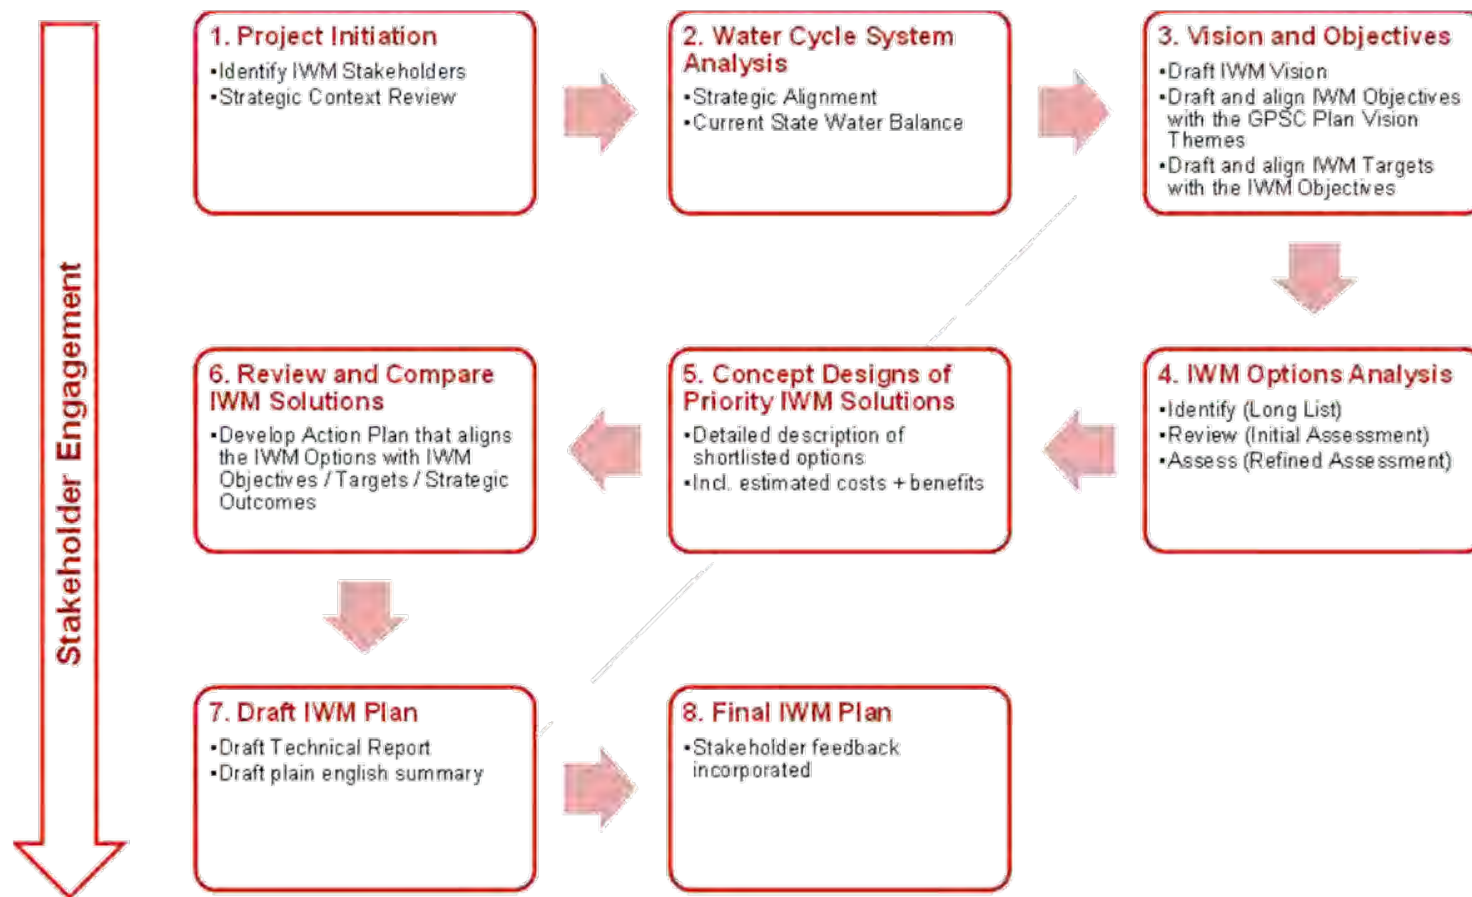 Stakeholder Engagement
1. Project Initiation
▪Identify IWM Stakeholders
▪Strategic Context Review
2. Water Cycle System
Analysis
▪Strategic Alignment
▪Current State Water Balance
3. Vision and Objectives
▪Draft IWM Vision
▪Draft and align IWM Objectives
with the GPSC Plan Vision
Themes
▪Draft and align IWM Targets
with the IWM Objectives
4. IWM Options Analysis
▪Identify (Long List)
▪Review (Initial Assessment)
▪Assess (Refined Assessment)
5. Concept Designs of
Priority IWM Solutions
▪Detailed description of
shortlisted options
▪Incl. estimated costs + benefits
6. Review and Compare
IWM Solutions
▪Develop Action Plan that aligns
the IWM Options with IWM
Objectives / Targets / Strategic
Outcomes
7. Draft IWM Plan
▪Draft Technical Report
▪Draft plain english summary
8. Final IWM Plan
▪Stakeholder feedback
incorporated